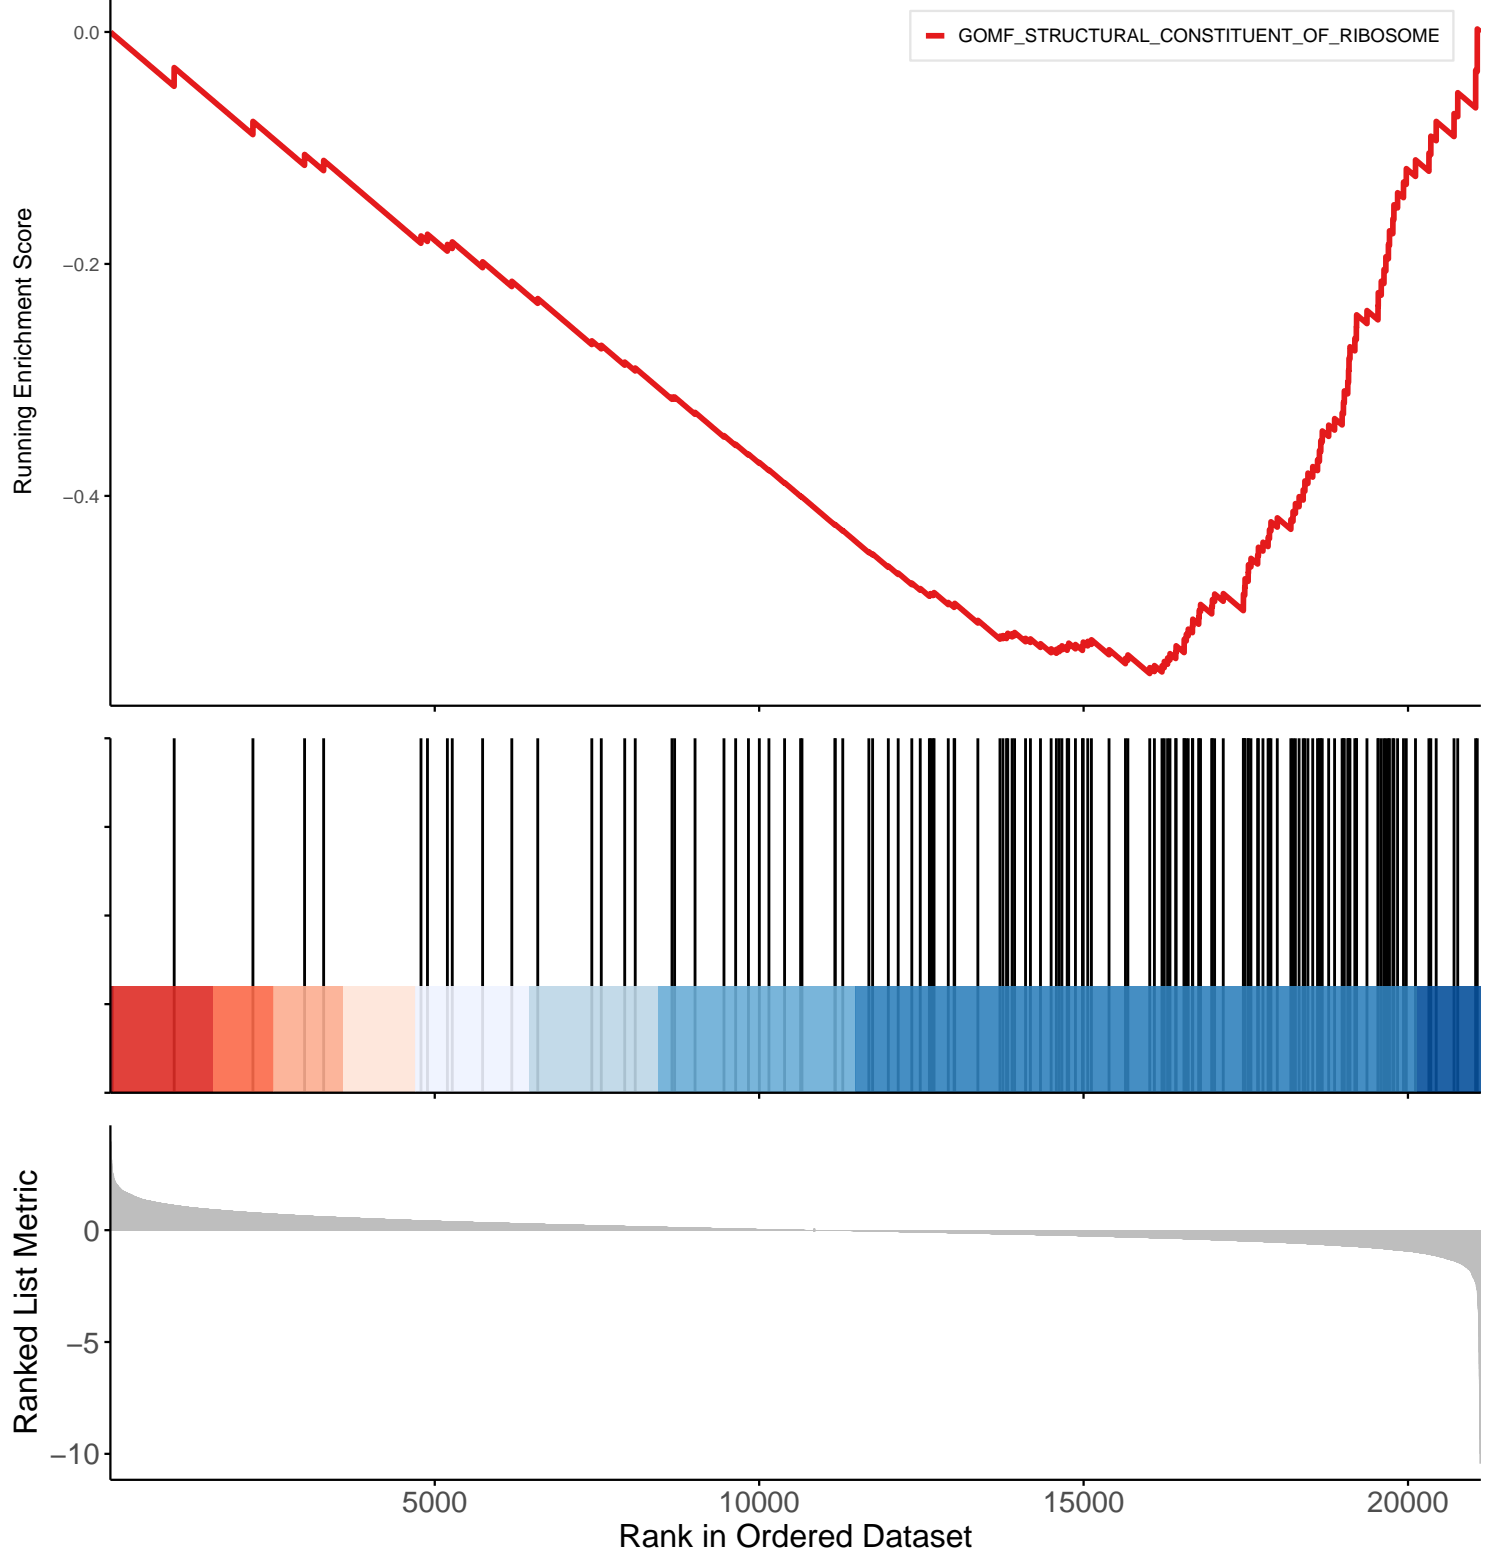 GOMF_STRUCTURAL_CONSTITUENT_OF_RIBOSOME
Running Enrichment Score
0.0
−0.2
−0.4
Ranked List Metric
0
−5
−10
5000 10000 15000 20000
Rank in Ordered Dataset